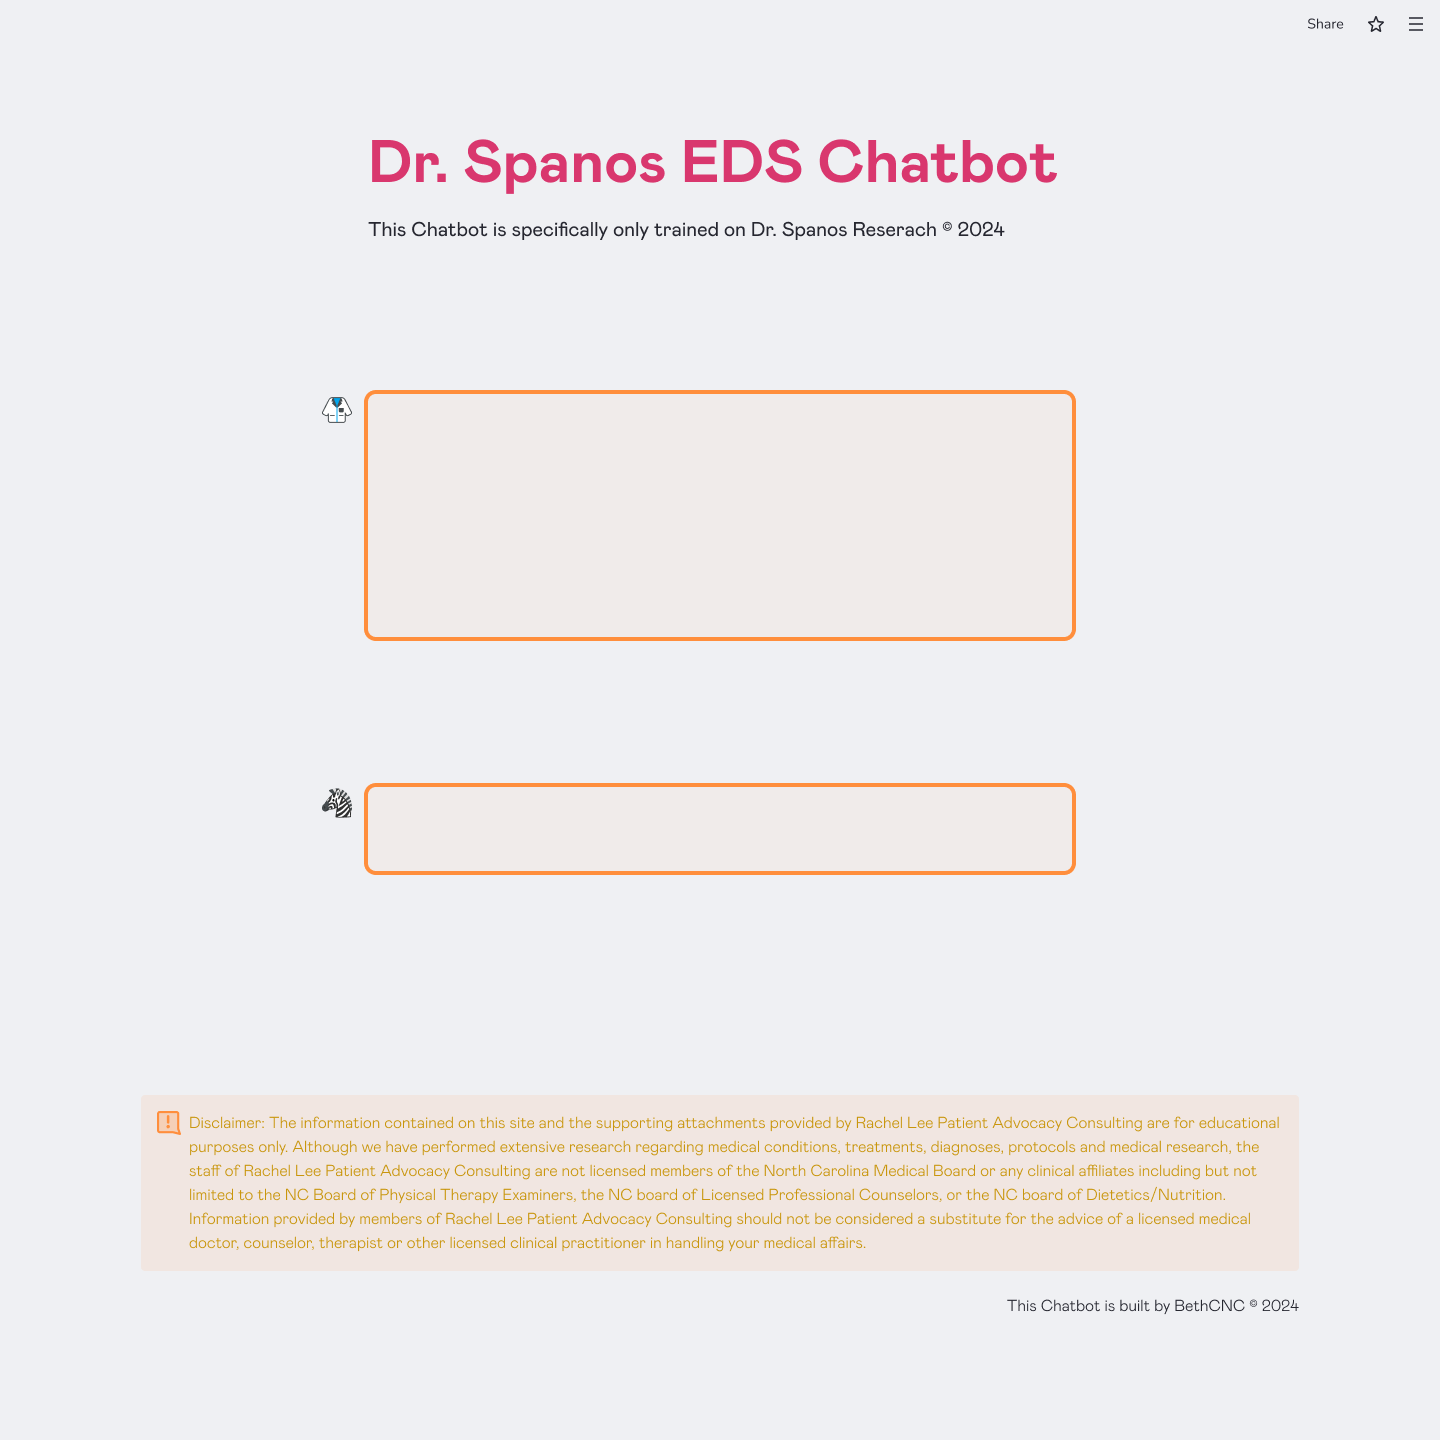 Share
Dr. Spanos EDS Chatbot
This Chatbot is specifically only trained on Dr. Spanos Reserach © 2024
Disclaimer: The information contained on this site and the supporting attachments provided by Rachel Lee Patient Advocacy Consulting are for educational
purposes only. Although we have performed extensive research regarding medical conditions, treatments, diagnoses, protocols and medical research, the
staff of Rachel Lee Patient Advocacy Consulting are not licensed members of the North Carolina Medical Board or any clinical affiliates including but not
limited to the NC Board of Physical Therapy Examiners, the NC board of Licensed Professional Counselors, or the NC board of Dietetics/Nutrition.
Information provided by members of Rachel Lee Patient Advocacy Consulting should not be considered a substitute for the advice of a licensed medical
doctor, counselor, therapist or other licensed clinical practitioner in handling your medical affairs.
This Chatbot is built by BethCNC © 2024